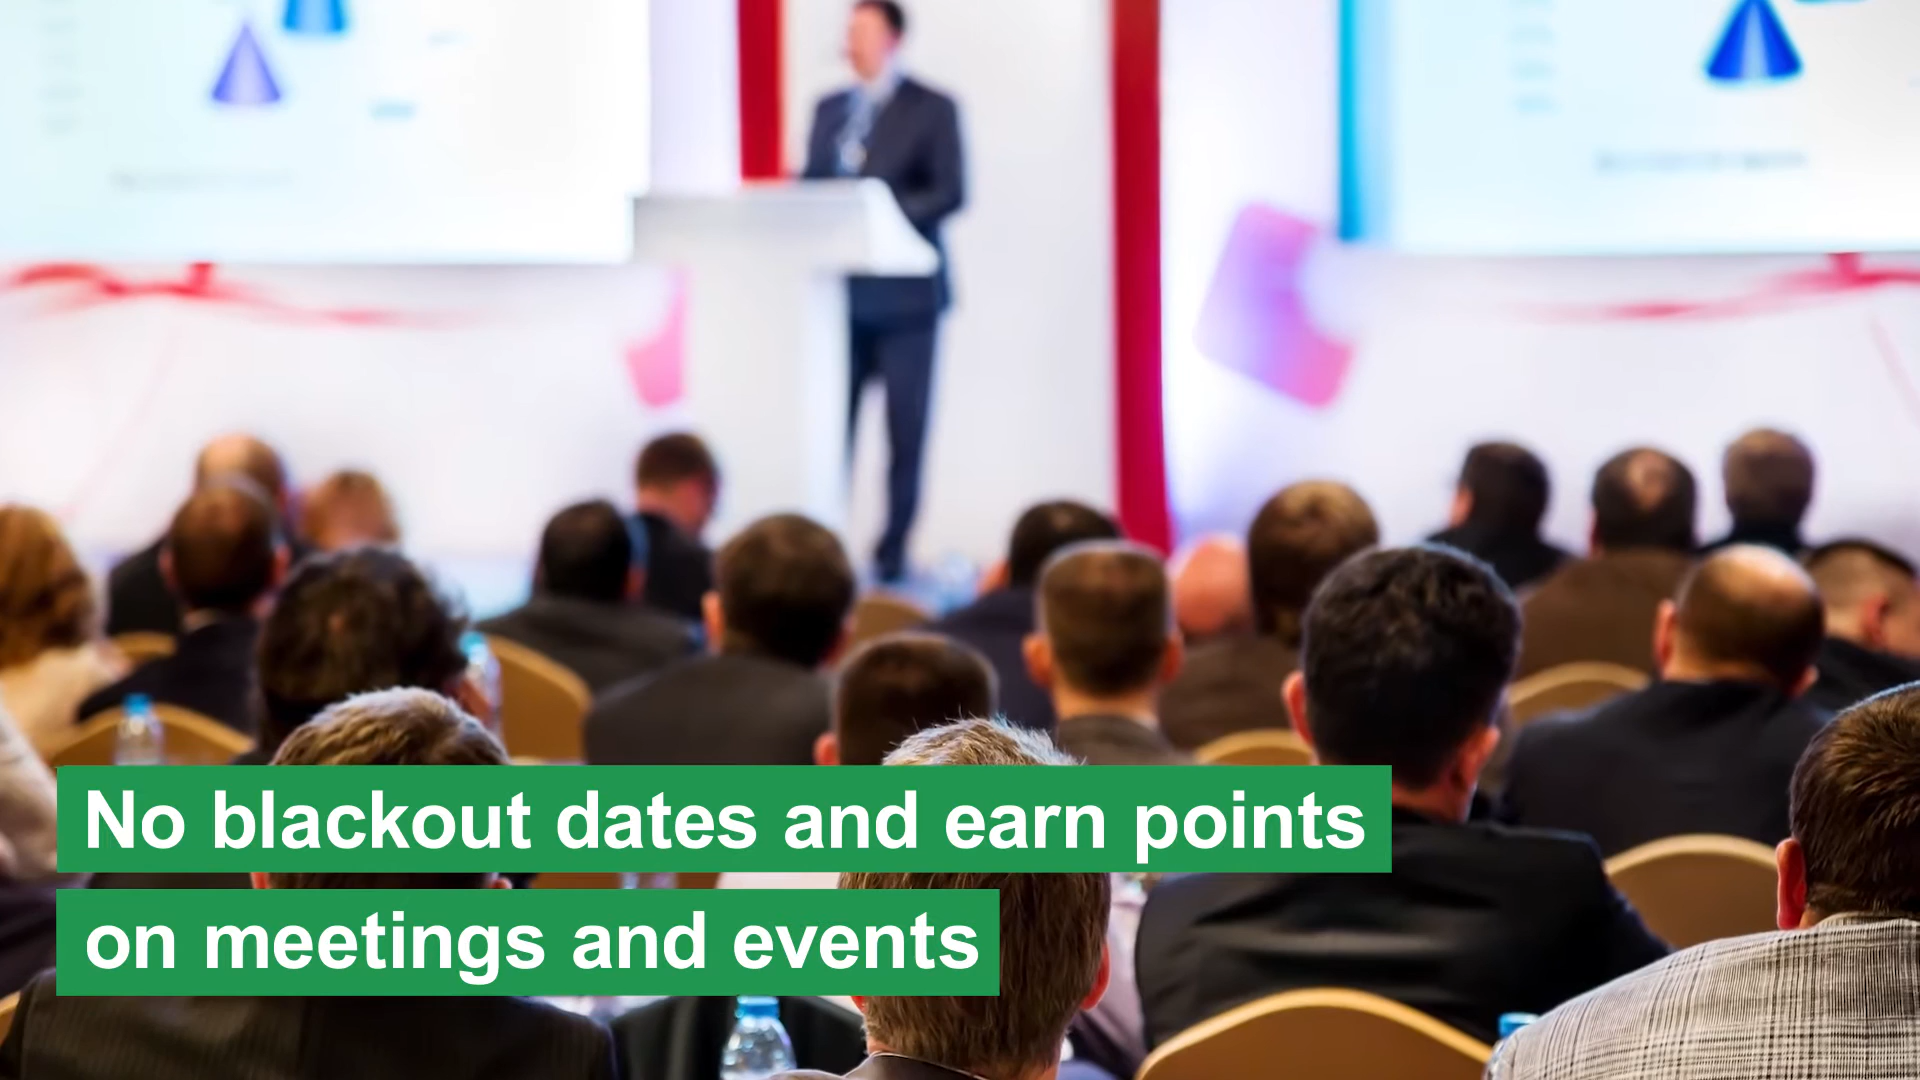 No blackout dates and earn points
on meetings and events